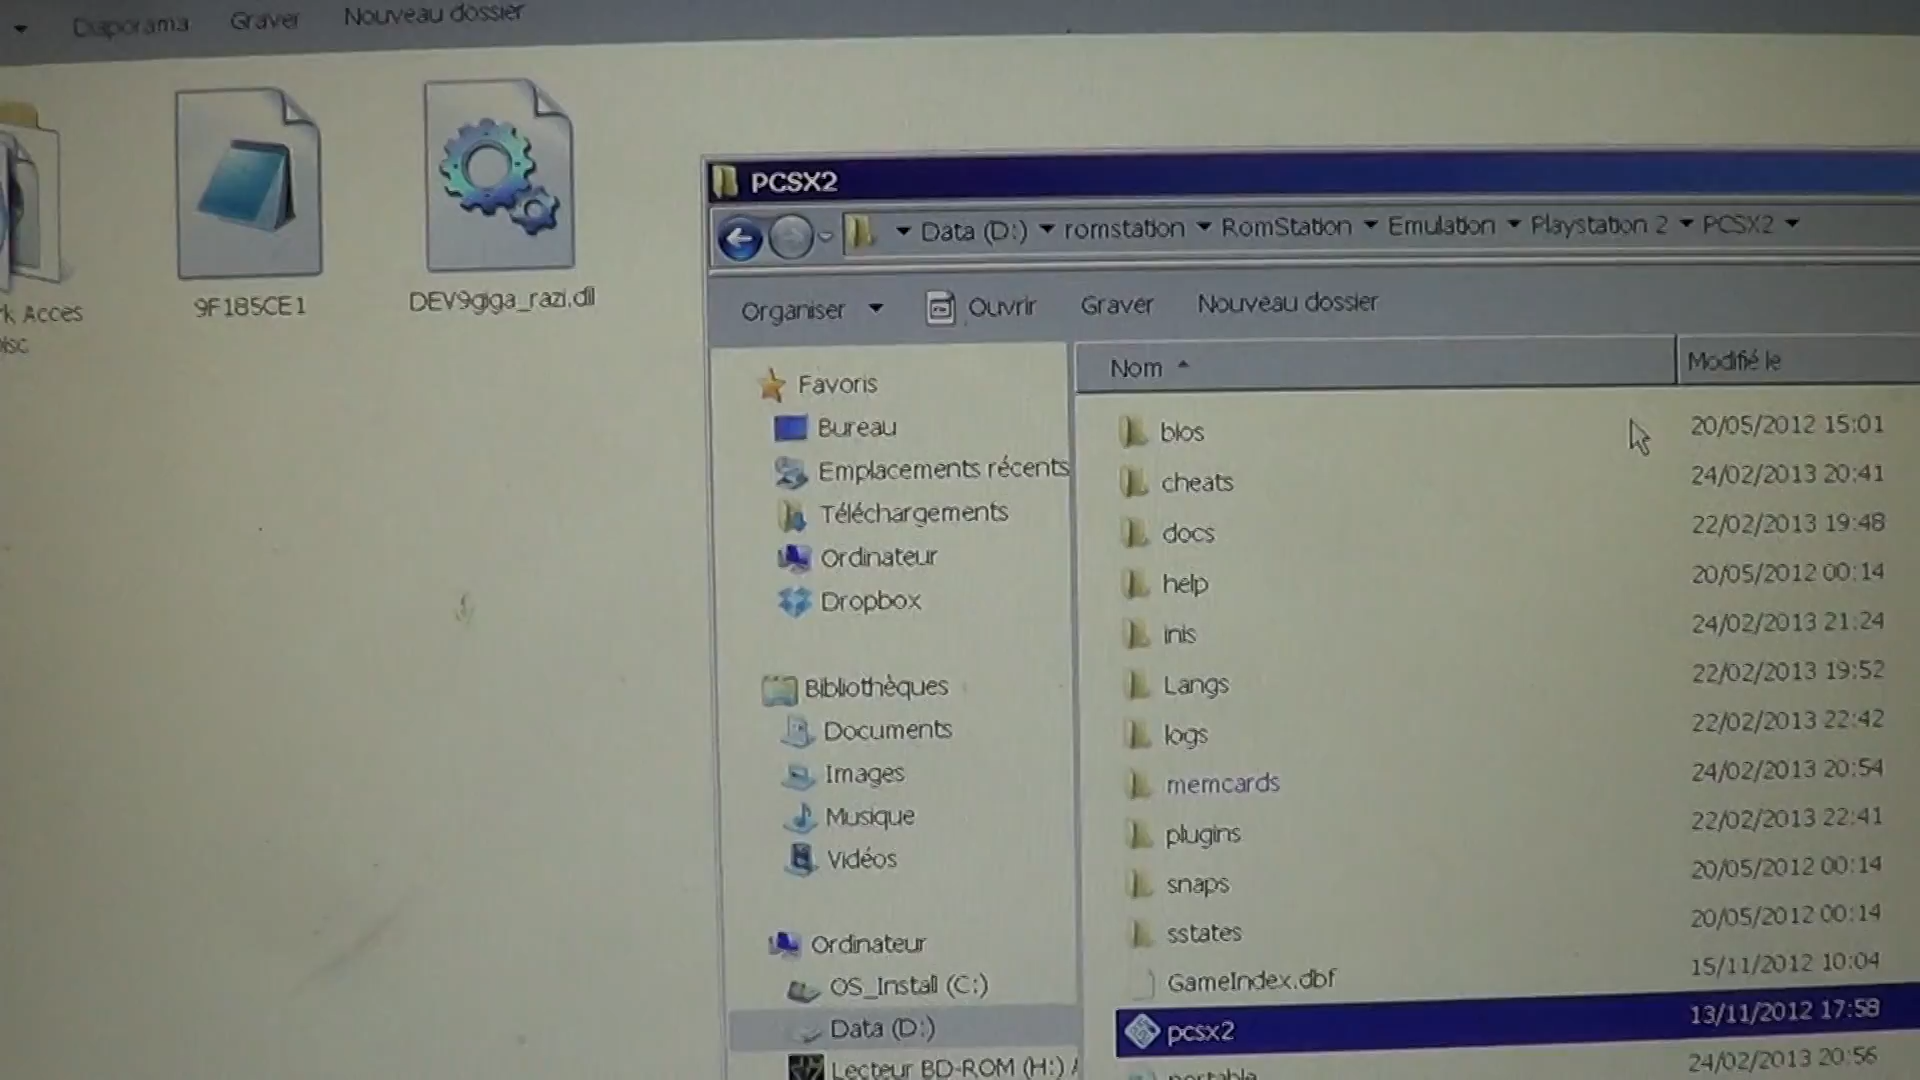 Diaporama Graver Nouveau dossier
Acces
9F185CE1
DEV9giga_razi.dll
PCSX2
Data (D:) romstation RomStation Emulation Playstation 2 PCSX2
Organiser Ouvrir Graver Nouveau dossier
Nom Modifié le
Favoris
Bureau
Emplacements récents
Téléchargements
Ordinateur
Dropbox
Bibliothèques
Documents
Images
Musique
Vidéos
Ordinateur
OS_Install (C:)
Data (D:)
Lecteur BD-ROM (H:)
bios 20/05/2012 15:01
cheats 24/02/2013 20:41
docs 22/02/2013 19:48
help 20/05/2012 00:14
inis 24/02/2013 21:24
Langs 22/02/2013 19:52
logs 22/02/2013 22:42
memcards 24/02/2013 20:54
plugins 22/02/2013 22:41
snaps 20/05/2012 00:14
sstates 20/05/2012 00:14
GameIndex.dbf 15/11/2012 10:04
pcsx2 13/11/2012 17:58
portable 24/02/2013 20:56